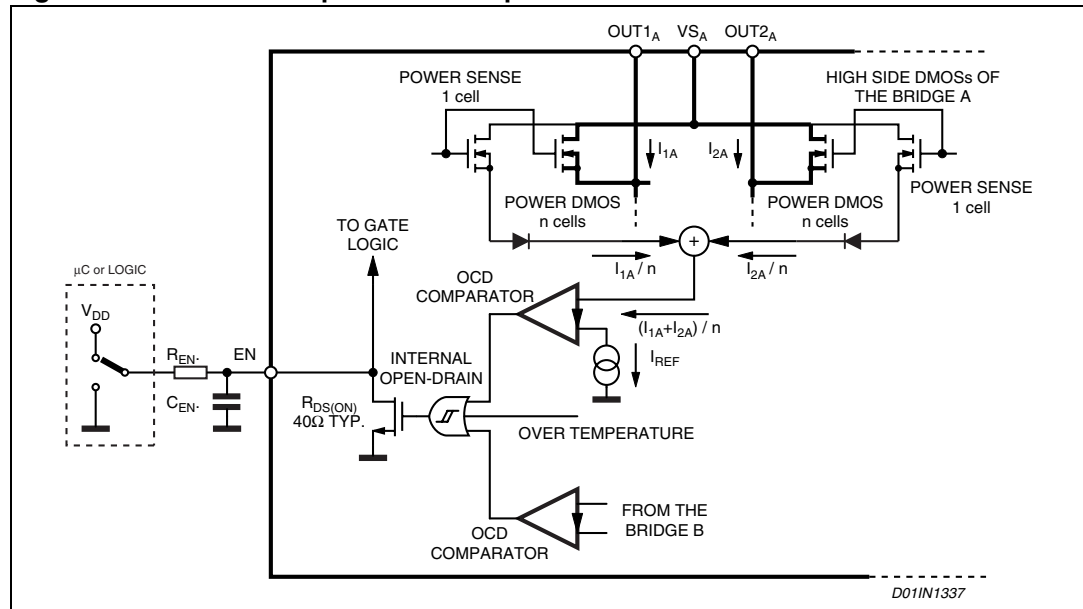 OUT1A VSA OUT2A
POWER SENSE
1 cell
HIGH SIDE DMOSs OF
THE BRIDGE A
I1A I2A
POWER DMOS
n cells
POWER DMOS
n cells
POWER SENSE
1 cell
TO GATE
LOGIC
+
I1A / n I2A / n
µC or LOGIC
OCD
COMPARATOR
(I1A+I2A) / n
VDD
IREF
REN. EN
INTERNAL
OPEN-DRAIN
CEN.
RDS(ON)
40Ω TYP.
OVER TEMPERATURE
OCD
COMPARATOR
FROM THE
BRIDGE B
D01IN1337